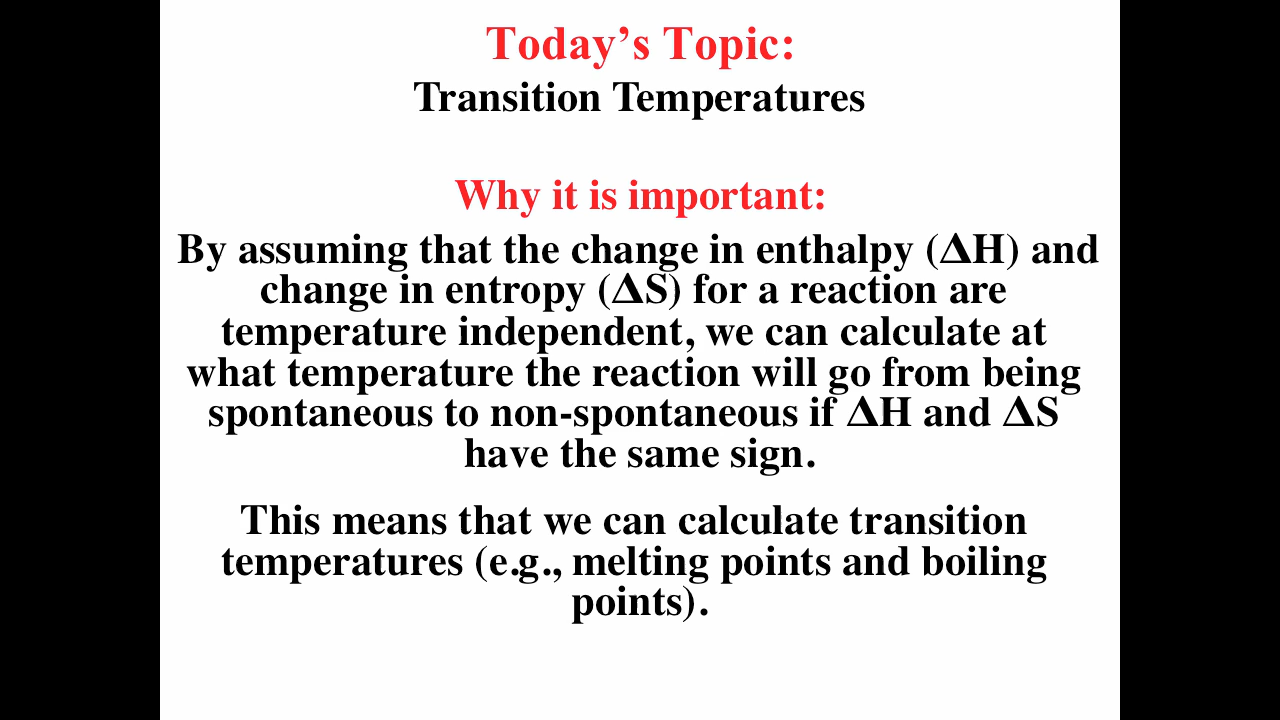 Today’s Topic:
Transition Temperatures
Why it is important:
By assuming that the change in enthalpy (ΔH) and
change in entropy (ΔS) for a reaction are
temperature independent, we can calculate at
what temperature the reaction will go from being
spontaneous to non-spontaneous if ΔH and ΔS
have the same sign.
This means that we can calculate transition
temperatures (e.g., melting points and boiling
points).